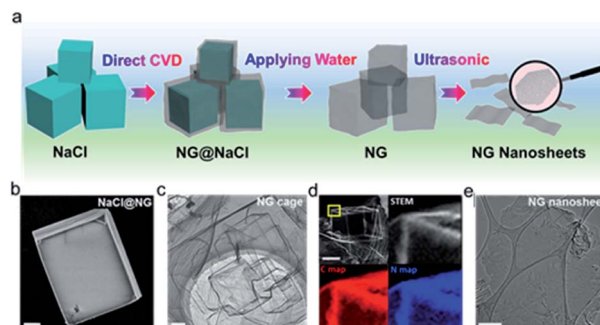 a
Direct CVD
Applying Water
Ultrasonic
NaCl
NG@NaCl
NG
NG Nanosheets
b
NaCl@NG
c
NG cage
d
STEM
C map
N map
e
NG nanosheet